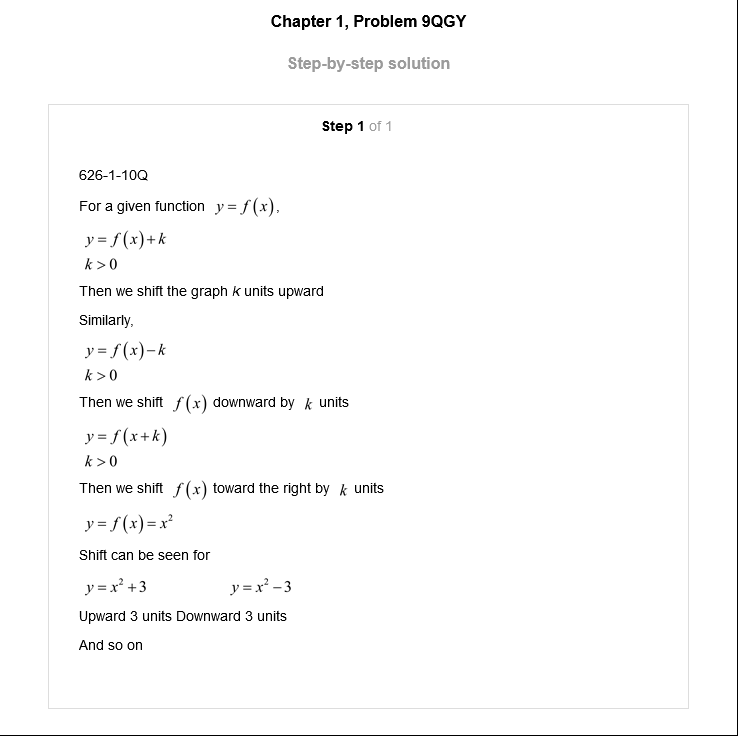 Chapter 1, Problem 9QGY
Step-by-step solution
Step 1 of 1
626-1-10Q
For a given function y = f(x),
y = f(x)+k
k > 0
Then we shift the graph k units upward
Similarly,
y = f(x)−k
k > 0
Then we shift f(x) downward by k units
y = f(x+k)
k > 0
Then we shift f(x) toward the right by k units
y = f(x) = x²
Shift can be seen for
y = x² +3 y = x² −3
Upward 3 units Downward 3 units
And so on